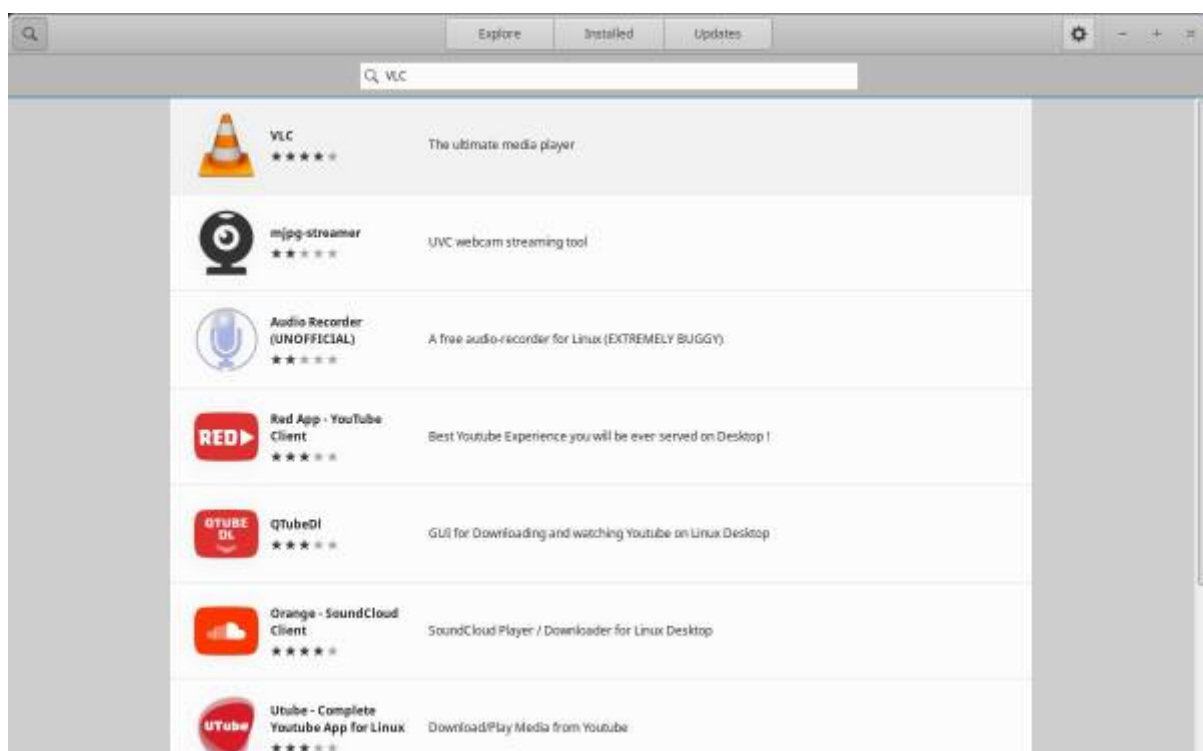 Explore
Installed
Updates
VLC
VLC
The ultimate media player
mjpg-streamer
UVC webcam streaming tool
Audio Recorder
(UNOFFICIAL)
A free audio-recorder for Linux (EXTREMELY BUGGY)
RED
Red App - YouTube
Client
Best Youtube Experience you will be ever served on Desktop !
QTUBE
DL
QTubeDl
GUI for Downloading and watching Youtube on Linux Desktop
Orange - SoundCloud
Client
SoundCloud Player / Downloader for Linux Desktop
UTube
Utube - Complete
Youtube App for Linux
Download/Play Media from Youtube